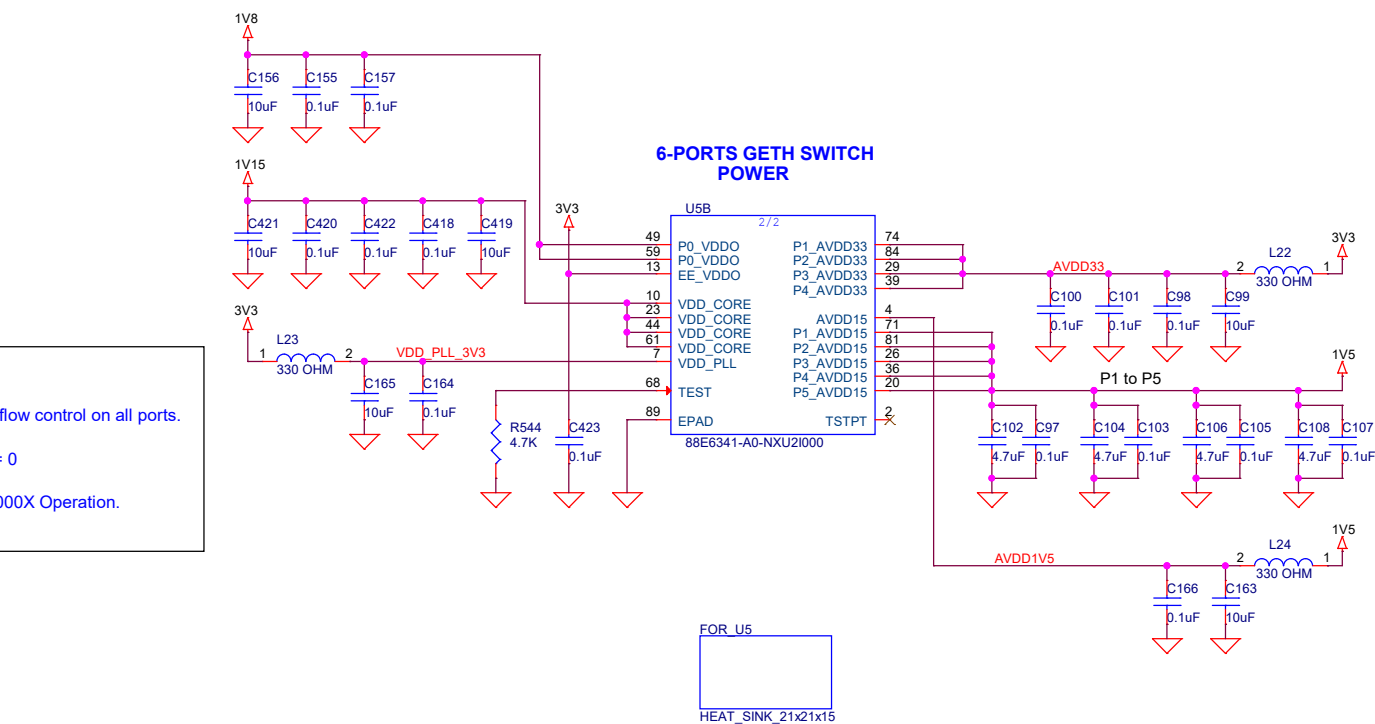 1V8
C156
C155
C157
10uF
0.1uF
0.1uF
6-PORTS GETH SWITCH
POWER
1V15
C421
C420
C422
C418
C419
10uF
0.1uF
0.1uF
0.1uF
10uF
3V3
U5B
2/2
49
P0_VDDO
59
P0_VDDO
13
EE_VDDO
10
VDD_CORE
23
VDD_CORE
44
VDD_CORE
61
VDD_CORE
7
VDD_PLL
68
TEST
89
EPAD
P1_AVDD33
74
P2_AVDD33
84
P3_AVDD33
29
P4_AVDD33
39
AVDD15
4
P1_AVDD15
71
P2_AVDD15
81
P3_AVDD15
26
P4_AVDD15
36
P5_AVDD15
20
TSTPT
2
88E6341-A0-NXU2I000
3V3
L23
1
2
330 OHM
VDD_PLL_3V3
C165
C164
10uF
0.1uF
R544
4.7K
C423
0.1uF
AVDD33
2
L22
1
330 OHM
3V3
C100
C101
C98
C99
0.1uF
0.1uF
0.1uF
10uF
P1 to P5
1V5
C102
C97
C104
C103
C106
C105
C108
C107
4.7uF
0.1uF
4.7uF
0.1uF
4.7uF
0.1uF
4.7uF
0.1uF
flow control on all ports.
= 0
000X Operation.
AVDD1V5
2
L24
1
330 OHM
1V5
C166
C163
0.1uF
10uF
FOR_U5
HEAT_SINK_21x21x15